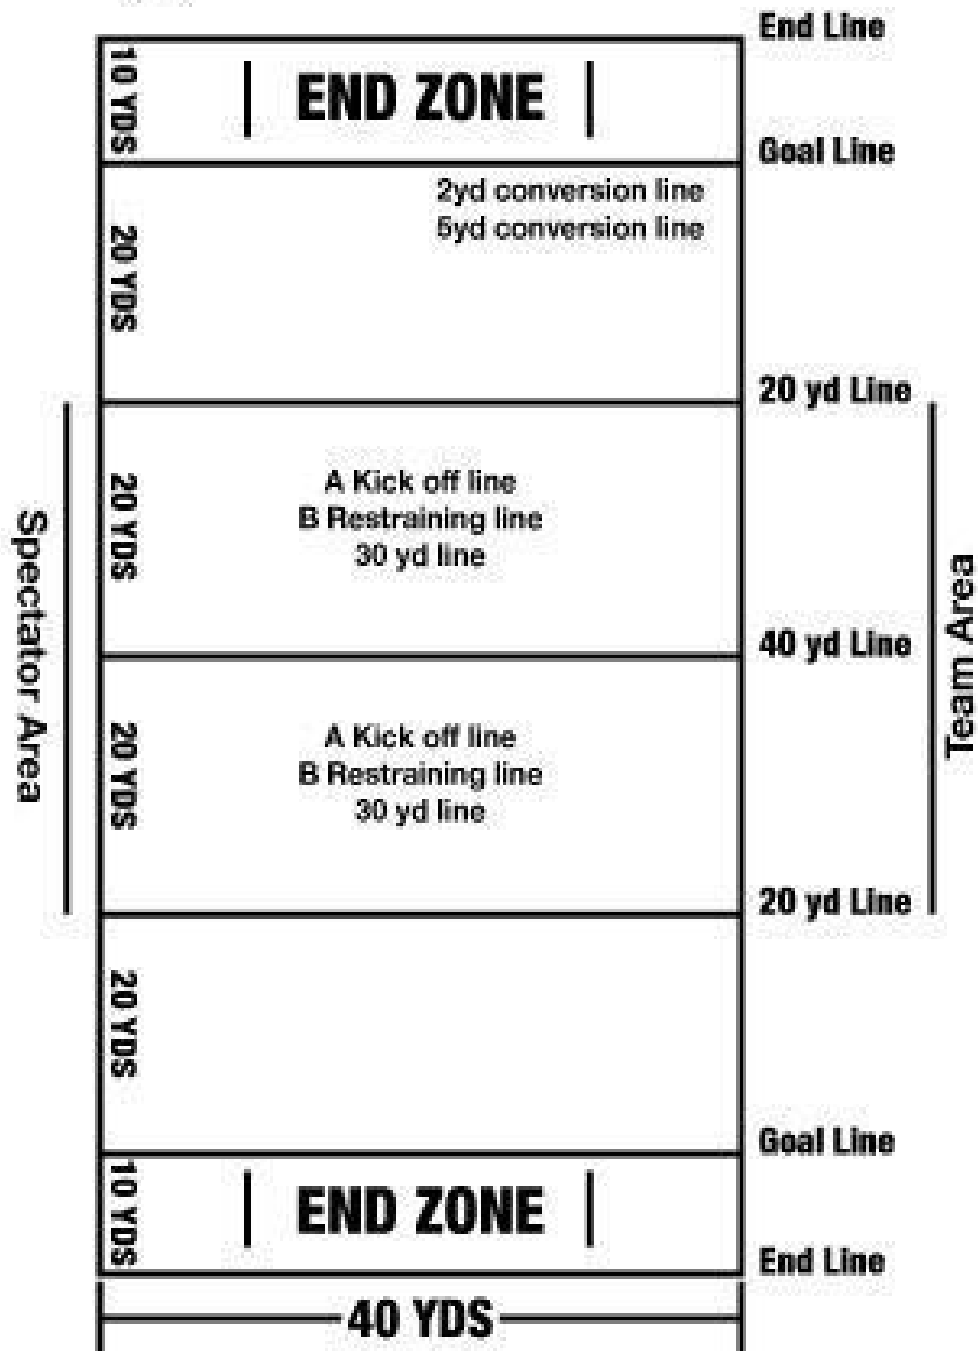 End Line
10 YDS
END ZONE
Goal Line
2yd conversion line
5yd conversion line
20 YDS
20 yd Line
A Kick off line
B Restraining line
30 yd line
20 YDS
Spectator Area
Team Area
40 yd Line
A Kick off line
B Restraining line
30 yd line
20 YDS
20 yd Line
20 YDS
Goal Line
10 YDS
END ZONE
End Line
40 YDS